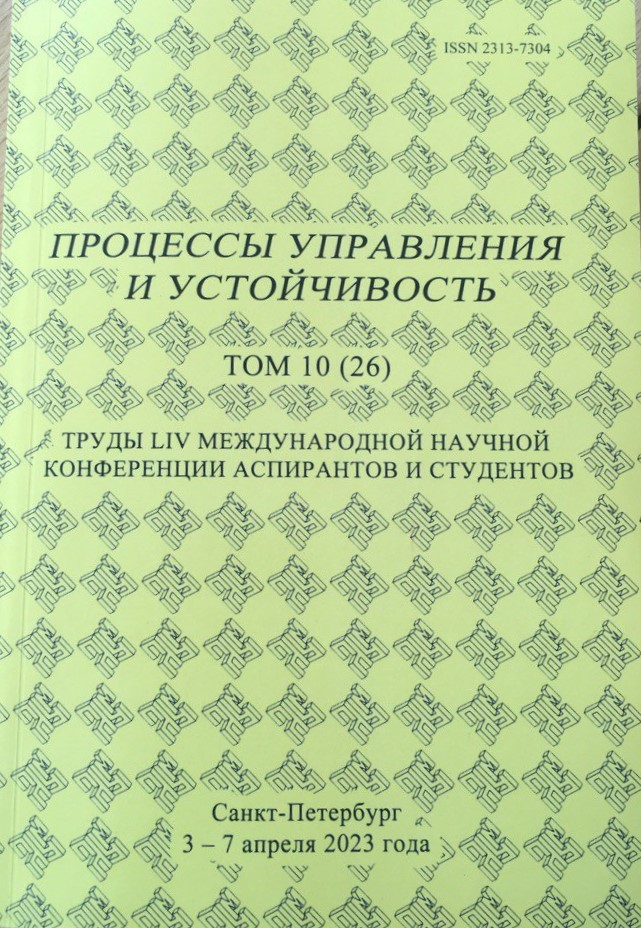 ISSN 2313-7304
ПРОЦЕССЫ УПРАВЛЕНИЯ
И УСТОЙЧИВОСТЬ
ТОМ 10 (26)
ТРУДЫ LIV МЕЖДУНАРОДНОЙ НАУЧНОЙ
КОНФЕРЕНЦИИ АСПИРАНТОВ И СТУДЕНТОВ
Санкт-Петербург
3 – 7 апреля 2023 года